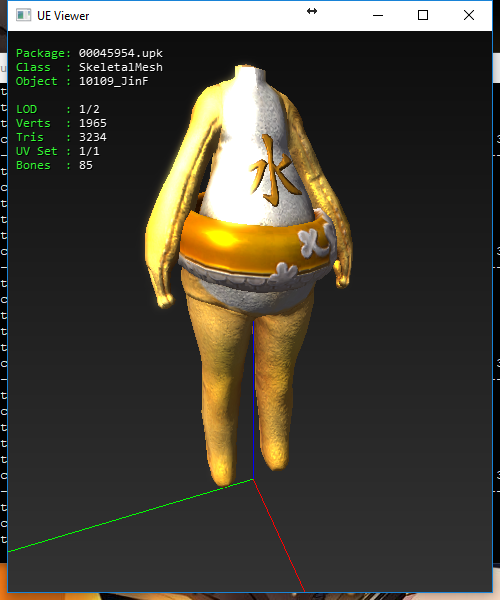 UE Viewer
Package: 00045954.upk
Class : SkeletalMesh
Object : 10109_JinF
LOD : 1/2
Verts : 1965
Tris : 3234
UV Set : 1/1
Bones : 85
水